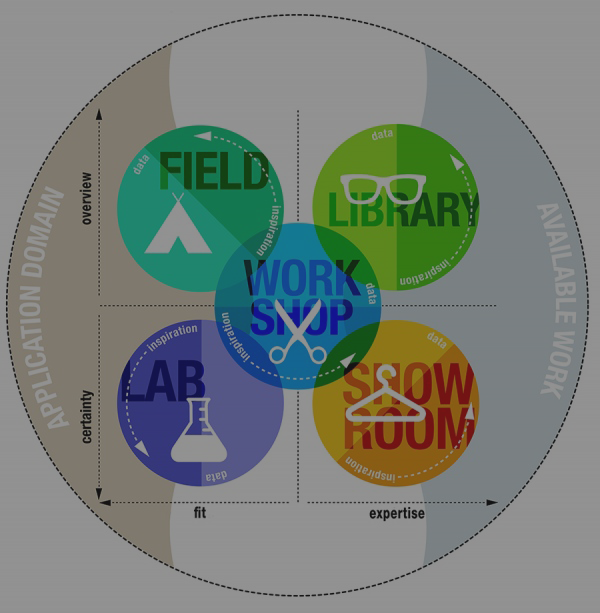 APPLICATION DOMAIN
AVAILABLE WORK
overview
certainty
fit
expertise
data
FIELD
inspiration
data
LIBRARY
inspiration
WORK
SHOP
data
inspiration
inspiration
LAB
data
data
SHOW
ROOM
inspiration